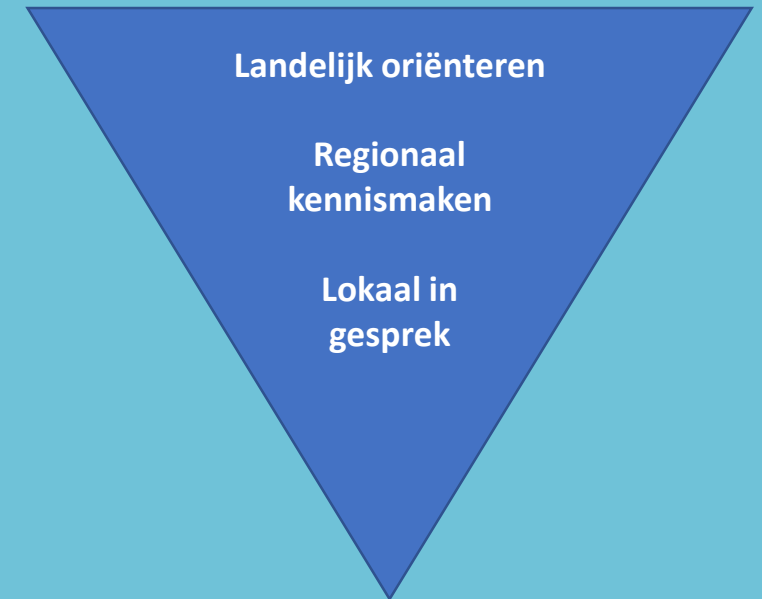 Landelijk oriënteren
Regionaal
kennismaken
Lokaal in
gesprek